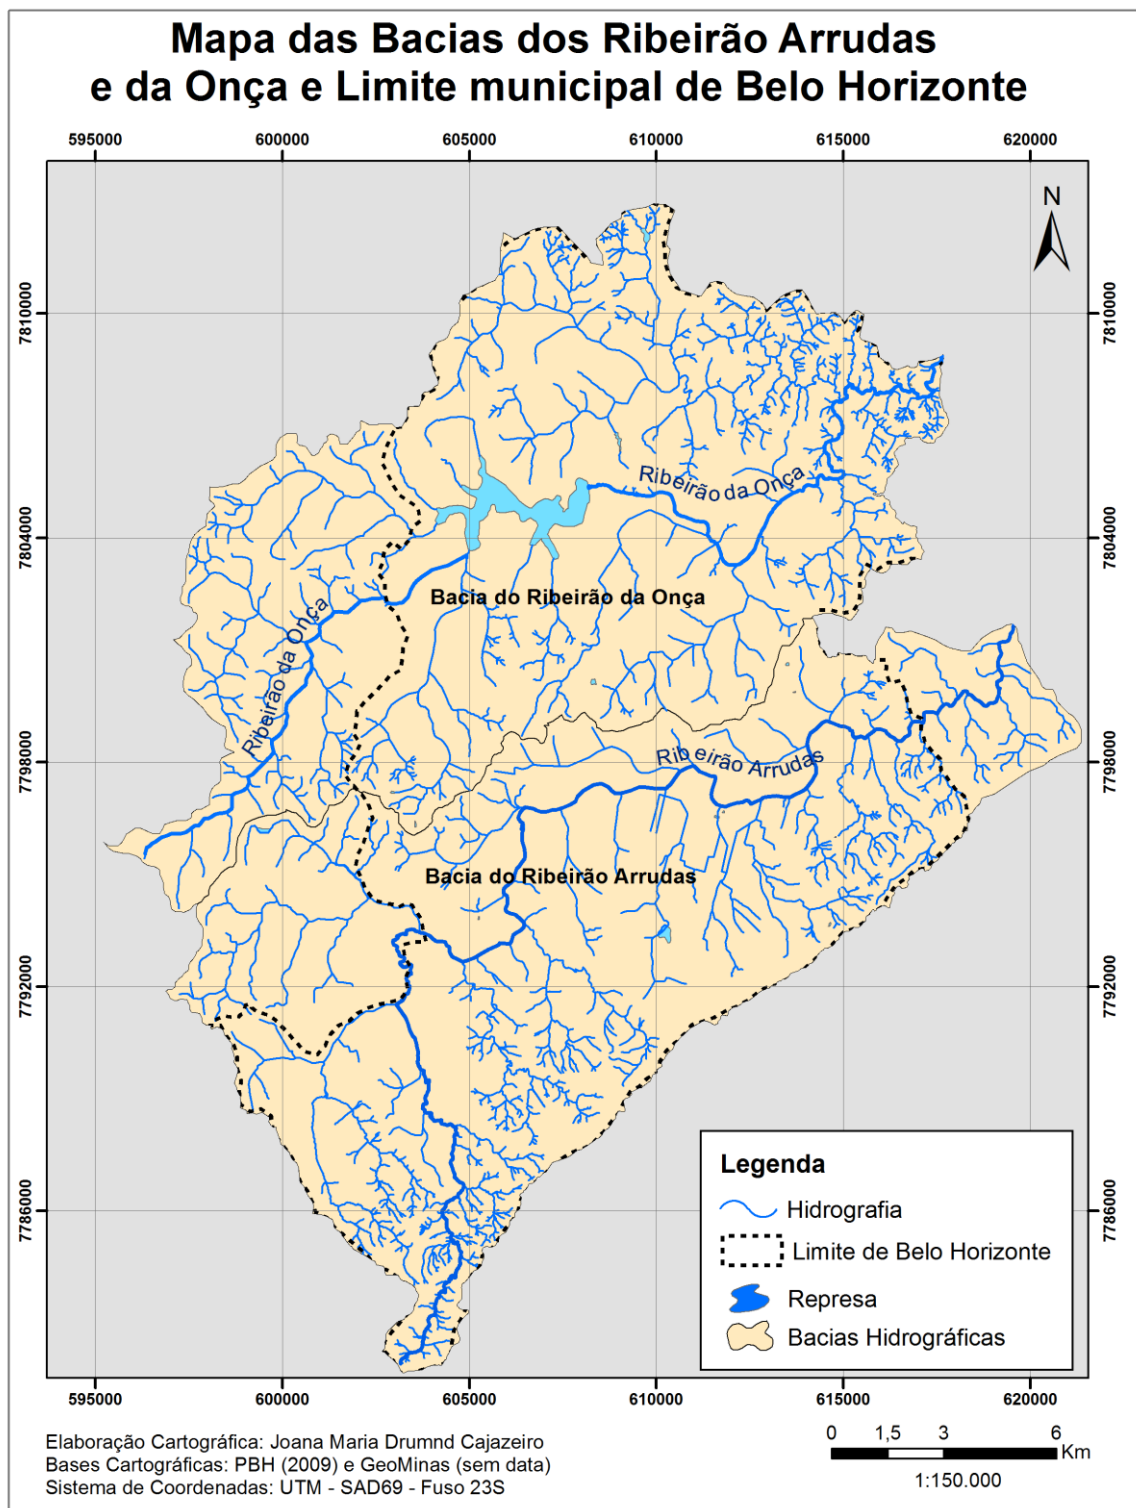 Mapa das Bacias dos Ribeirão Arrudas
e da Onça e Limite municipal de Belo Horizonte
595000 600000 605000 610000 615000 620000
N
7810000 7810000
Ribeirão da Onça
7804000 7804000
Bacia do Ribeirão da Onça
Ribeirão da Onça
Rib eirão Arrudas
7798000 7798000
Bacia do Ribeirão Arrudas
7792000 7792000
7786000 7786000
Legenda
Hidrografia
Limite de Belo Horizonte
Represa
Bacias Hidrográficas
595000 600000 605000 610000 615000 620000
Elaboração Cartográfica: Joana Maria Drumnd Cajazeiro
Bases Cartográficas: PBH (2009) e GeoMinas (sem data)
Sistema de Coordenadas: UTM - SAD69 - Fuso 23S
0 1,5 3 6
Km
1:150.000